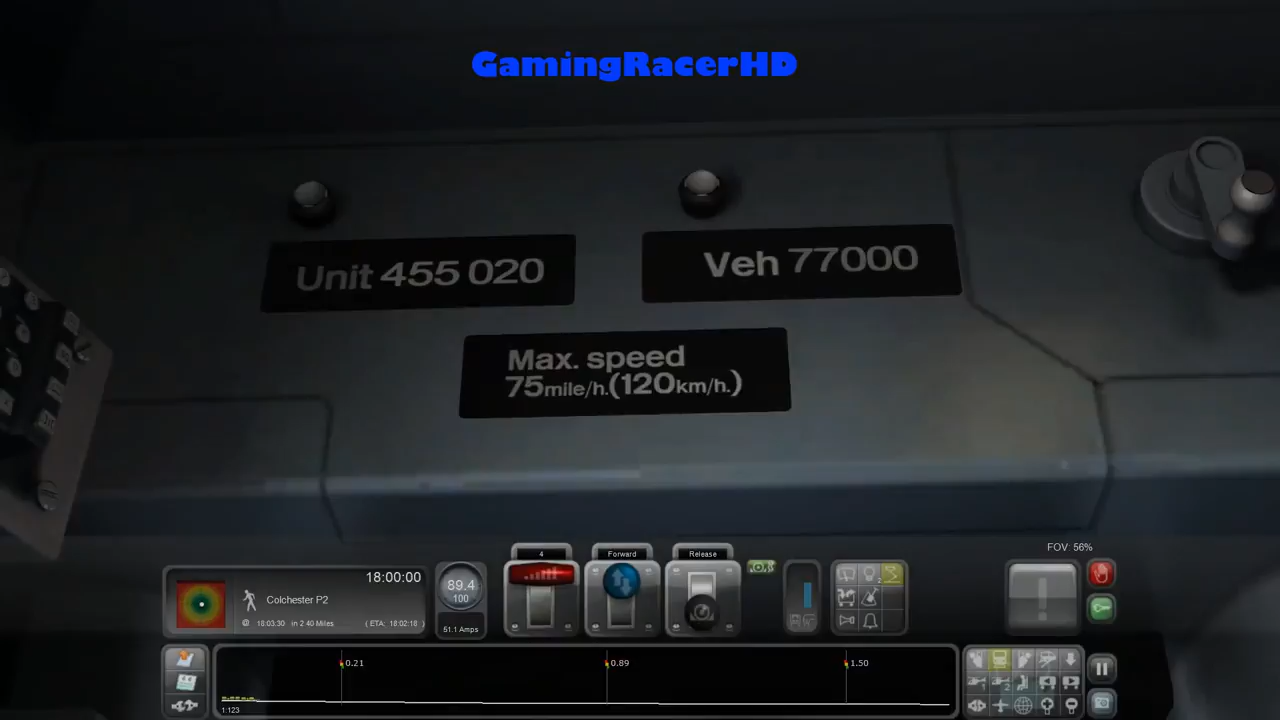 GamingRacerHD
Unit 455 020
Veh 77000
Max. speed
75mile/h.(120km/h.)
FOV: 56%
4
Forward
Release
18:00:00
Colchester P2
@ 18:03:30 in 2.40 Miles ( ETA: 18:02:18 )
89.4
100
51.1 Amps
0.21
0.89
1.50
1:123